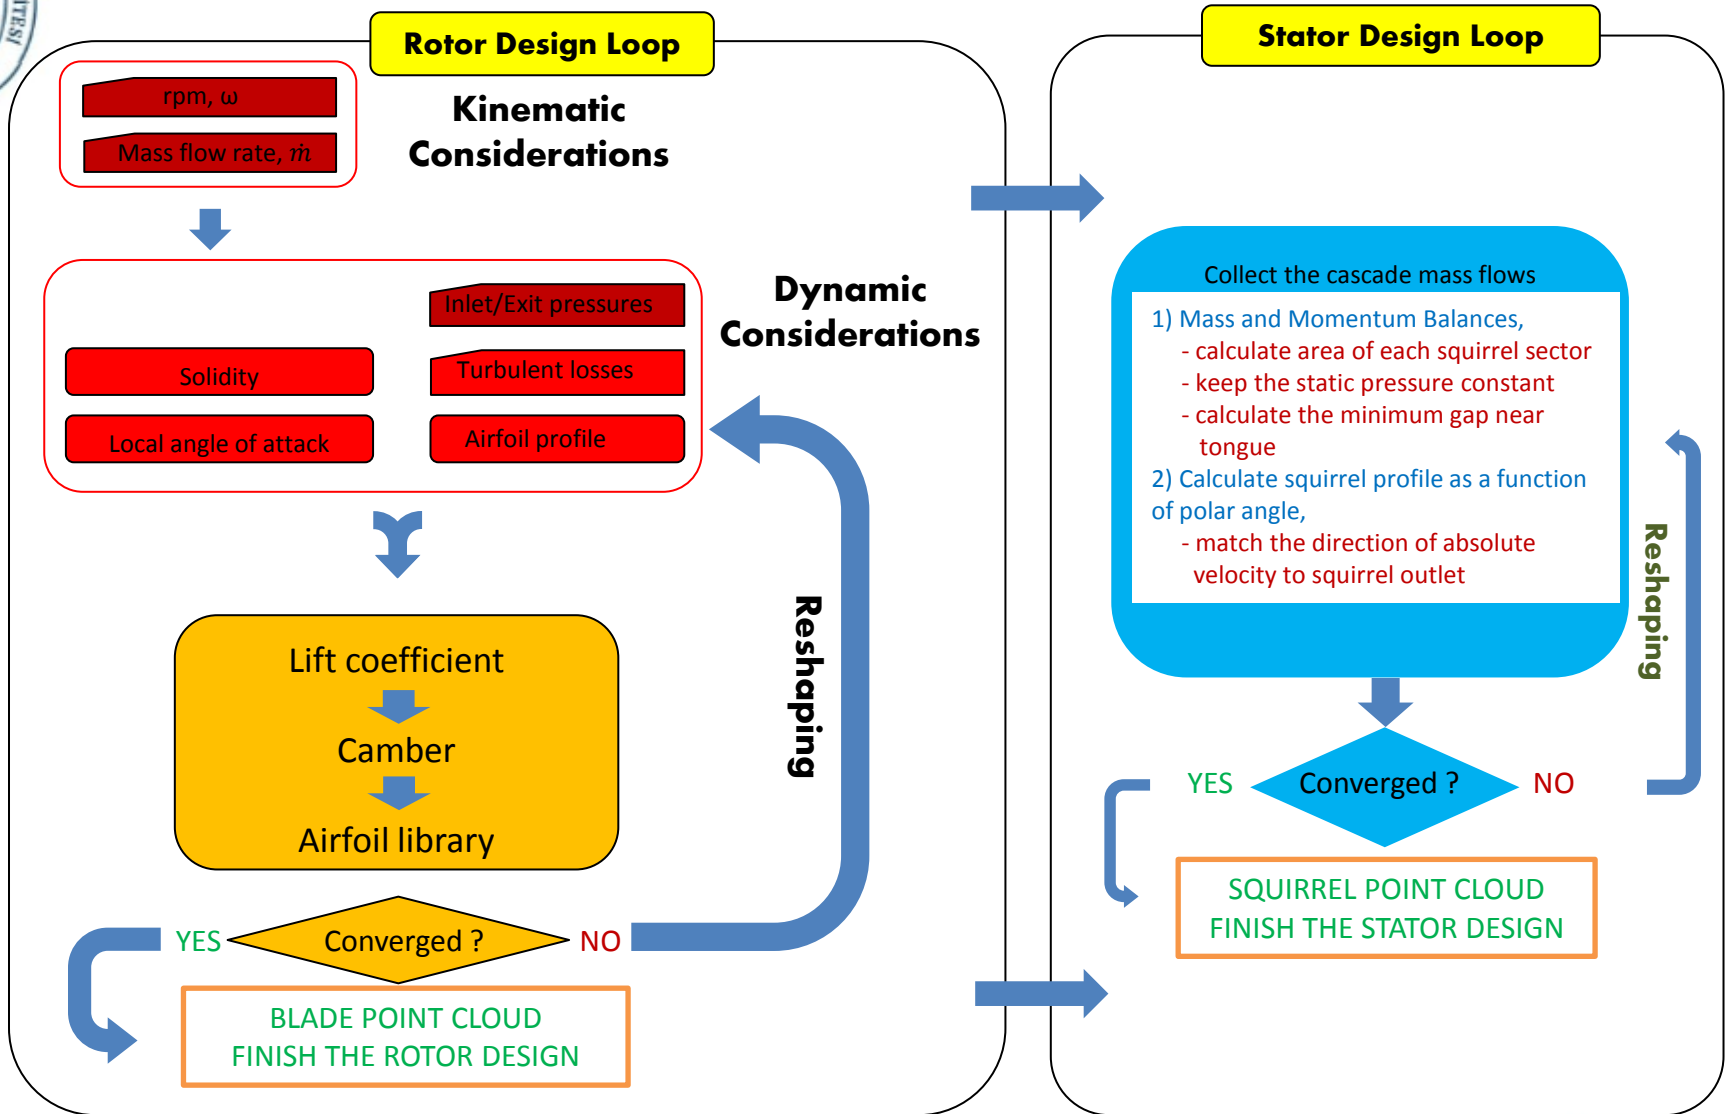 Rotor Design Loop
rpm, ω
Mass flow rate, ṁ
Kinematic
Considerations
Inlet/Exit pressures
Solidity
Turbulent losses
Local angle of attack
Airfoil profile
Dynamic
Considerations
Lift coefficient
Camber
Airfoil library
Reshaping
YES
Converged ?
NO
BLADE POINT CLOUD
FINISH THE ROTOR DESIGN
Stator Design Loop
Collect the cascade mass flows
1) Mass and Momentum Balances,
- calculate area of each squirrel sector
- keep the static pressure constant
- calculate the minimum gap near
tongue
2) Calculate squirrel profile as a function
of polar angle,
- match the direction of absolute
velocity to squirrel outlet
Reshaping
YES
Converged ?
NO
SQUIRREL POINT CLOUD
FINISH THE STATOR DESIGN